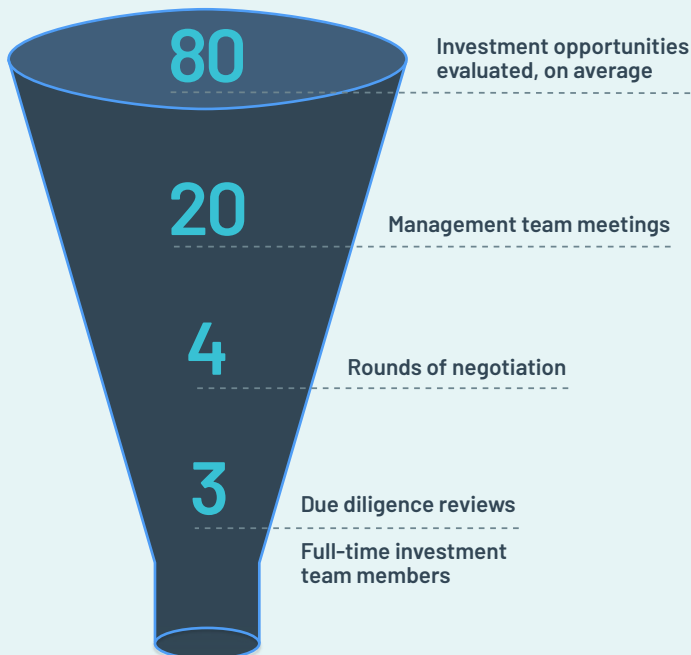 80
Investment opportunities
evaluated, on average
20
Management team meetings
4
Rounds of negotiation
3
Due diligence reviews
Full-time investment
team members